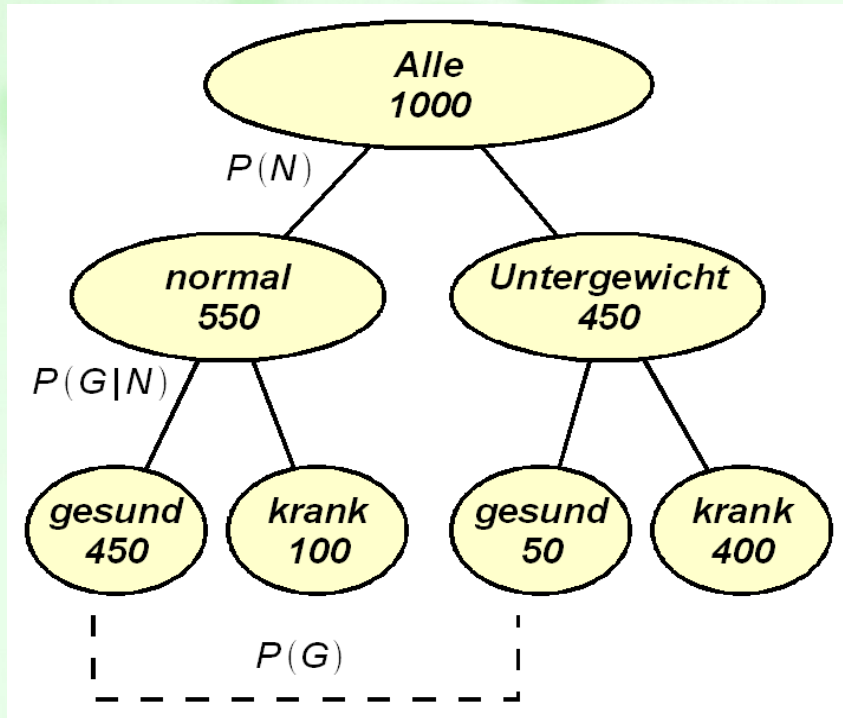 Alle
1000
P(N)
normal
550
Untergewicht
450
P(G|N)
gesund
450
krank
100
gesund
50
krank
400
P(G)